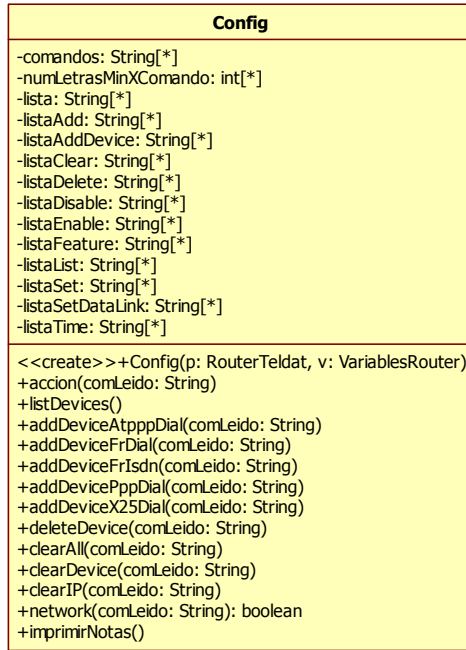 Config
-comandos: String[*]
-numLetrasMinXComando: int[*]
-lista: String[*]
-listaAdd: String[*]
-listaAddDevice: String[*]
-listaClear: String[*]
-listaDelete: String[*]
-listaDisable: String[*]
-listaEnable: String[*]
-listaFeature: String[*]
-listaList: String[*]
-listaSet: String[*]
-listaSetDataLink: String[*]
-listaTime: String[*]
<<create>>+Config(p: RouterTeldat, v: VariablesRouter)
+accion(comLeido: String)
+listDevices()
+addDeviceAtpppDial(comLeido: String)
+addDeviceFrDial(comLeido: String)
+addDeviceFrIsdn(comLeido: String)
+addDevicePppDial(comLeido: String)
+addDeviceX25Dial(comLeido: String)
+deleteDevice(comLeido: String)
+clearAll(comLeido: String)
+clearDevice(comLeido: String)
+clearIP(comLeido: String)
+network(comLeido: String): boolean
+imprimirNotas()